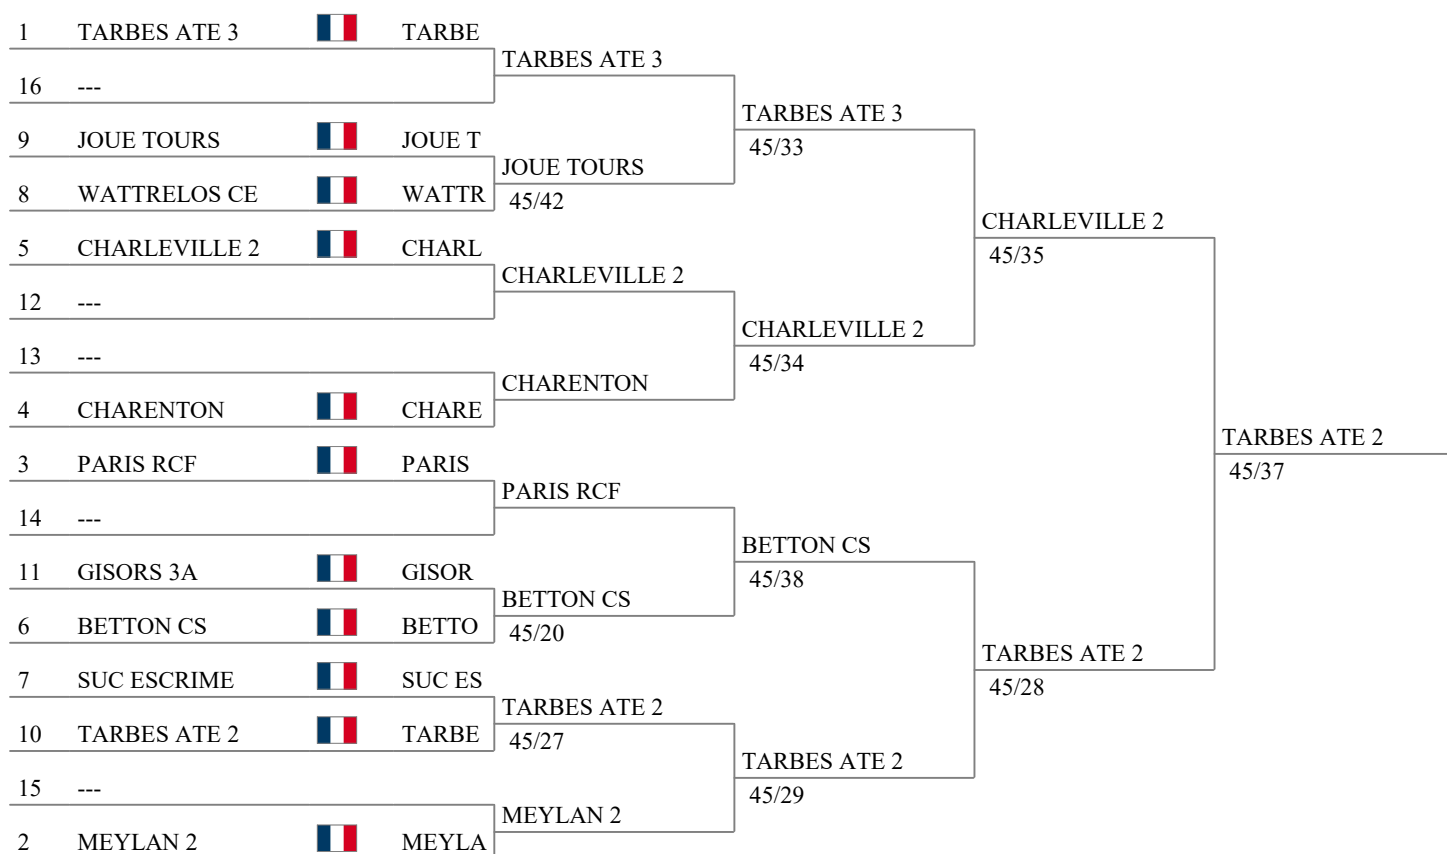 1 TARBES ATE 3 TARBE
TARBES ATE 3
16 ---
TARBES ATE 3
45/33
9 JOUE TOURS JOUE T
JOUE TOURS
45/42
8 WATTRELOS CE WATTR
CHARLEVILLE 2
45/35
5 CHARLEVILLE 2 CHARL
CHARLEVILLE 2
12 ---
CHARLEVILLE 2
45/34
13 ---
CHARENTON
4 CHARENTON CHARE
TARBES ATE 2
45/37
3 PARIS RCF PARIS
PARIS RCF
14 ---
BETTON CS
45/38
11 GISORS 3A GISOR
BETTON CS
45/20
6 BETTON CS BETTO
TARBES ATE 2
45/28
7 SUC ESCRIME SUC ES
TARBES ATE 2
45/27
10 TARBES ATE 2 TARBE
TARBES ATE 2
45/29
15 ---
MEYLAN 2
2 MEYLAN 2 MEYLA